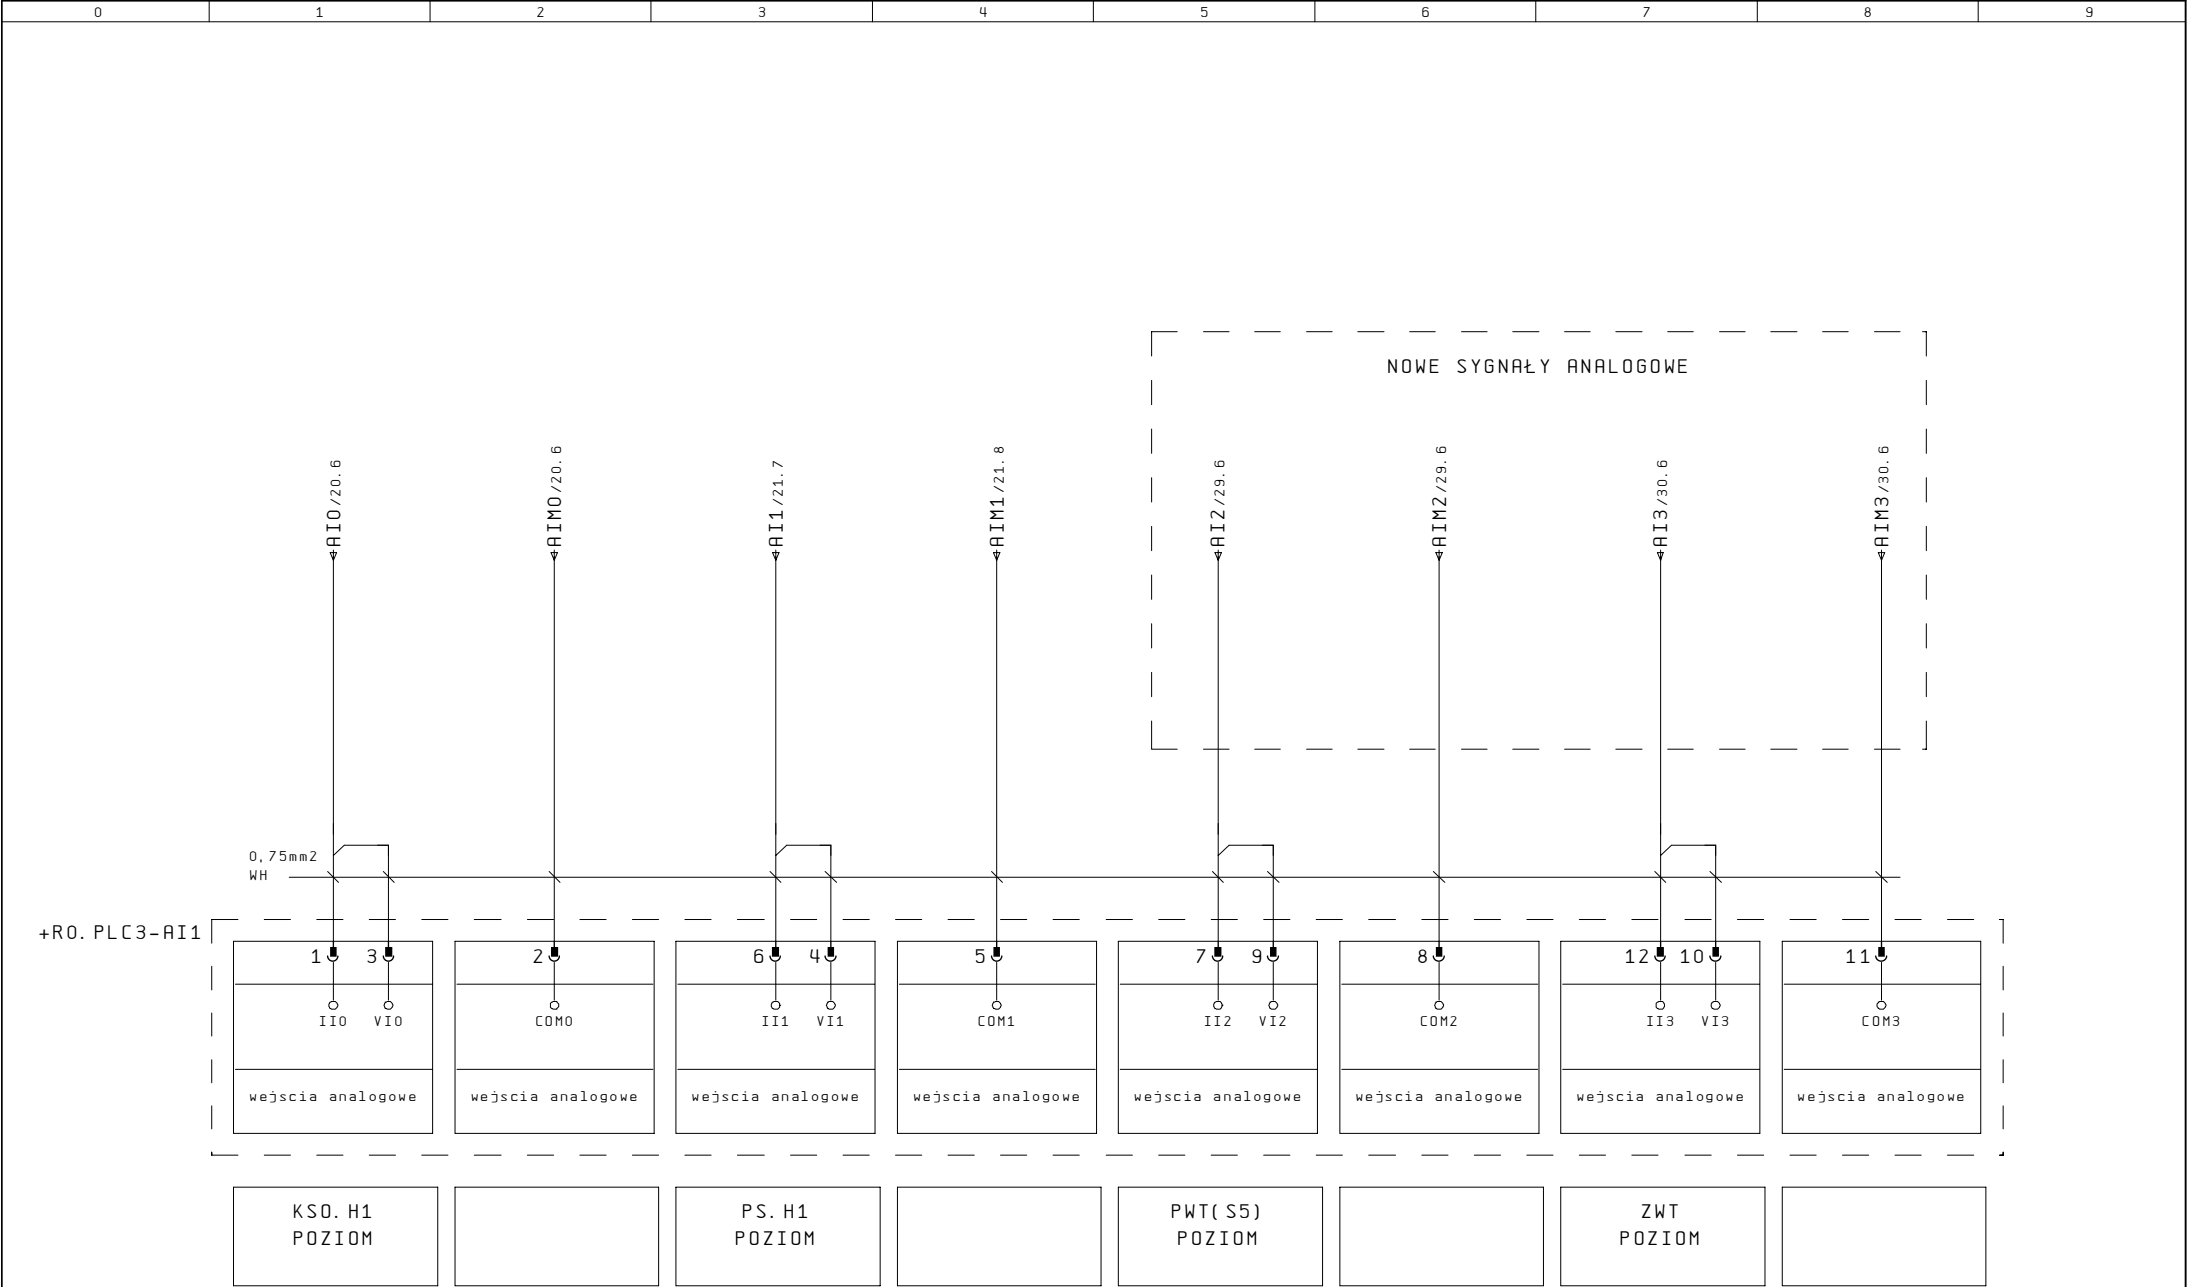 0 1 2 3 4 5 6 7 8 9
NOWE SYGNAŁY ANALOGOWE
AI0/20.6
AIM0/20.6
AI1/21.7
AIM1/21.8
AI2/29.6
AIM2/29.6
AI3/30.6
AIM3/30.6
0,75mm2
WH
+RO.PLC3-AI1
1 3 2 6 4 5 7 9 8 12 10 11
II0 VI0 COM0 II1 VI1 COM1 II2 VI2 COM2 II3 VI3 COM3
wejscia analogowe wejscia analogowe wejscia analogowe wejscia analogowe wejscia analogowe wejscia analogowe wejscia analogowe wejscia analogowe
KSO.H1
POZIOM
PS.H1
POZIOM
PWT(S5)
POZIOM
ZWT
POZIOM